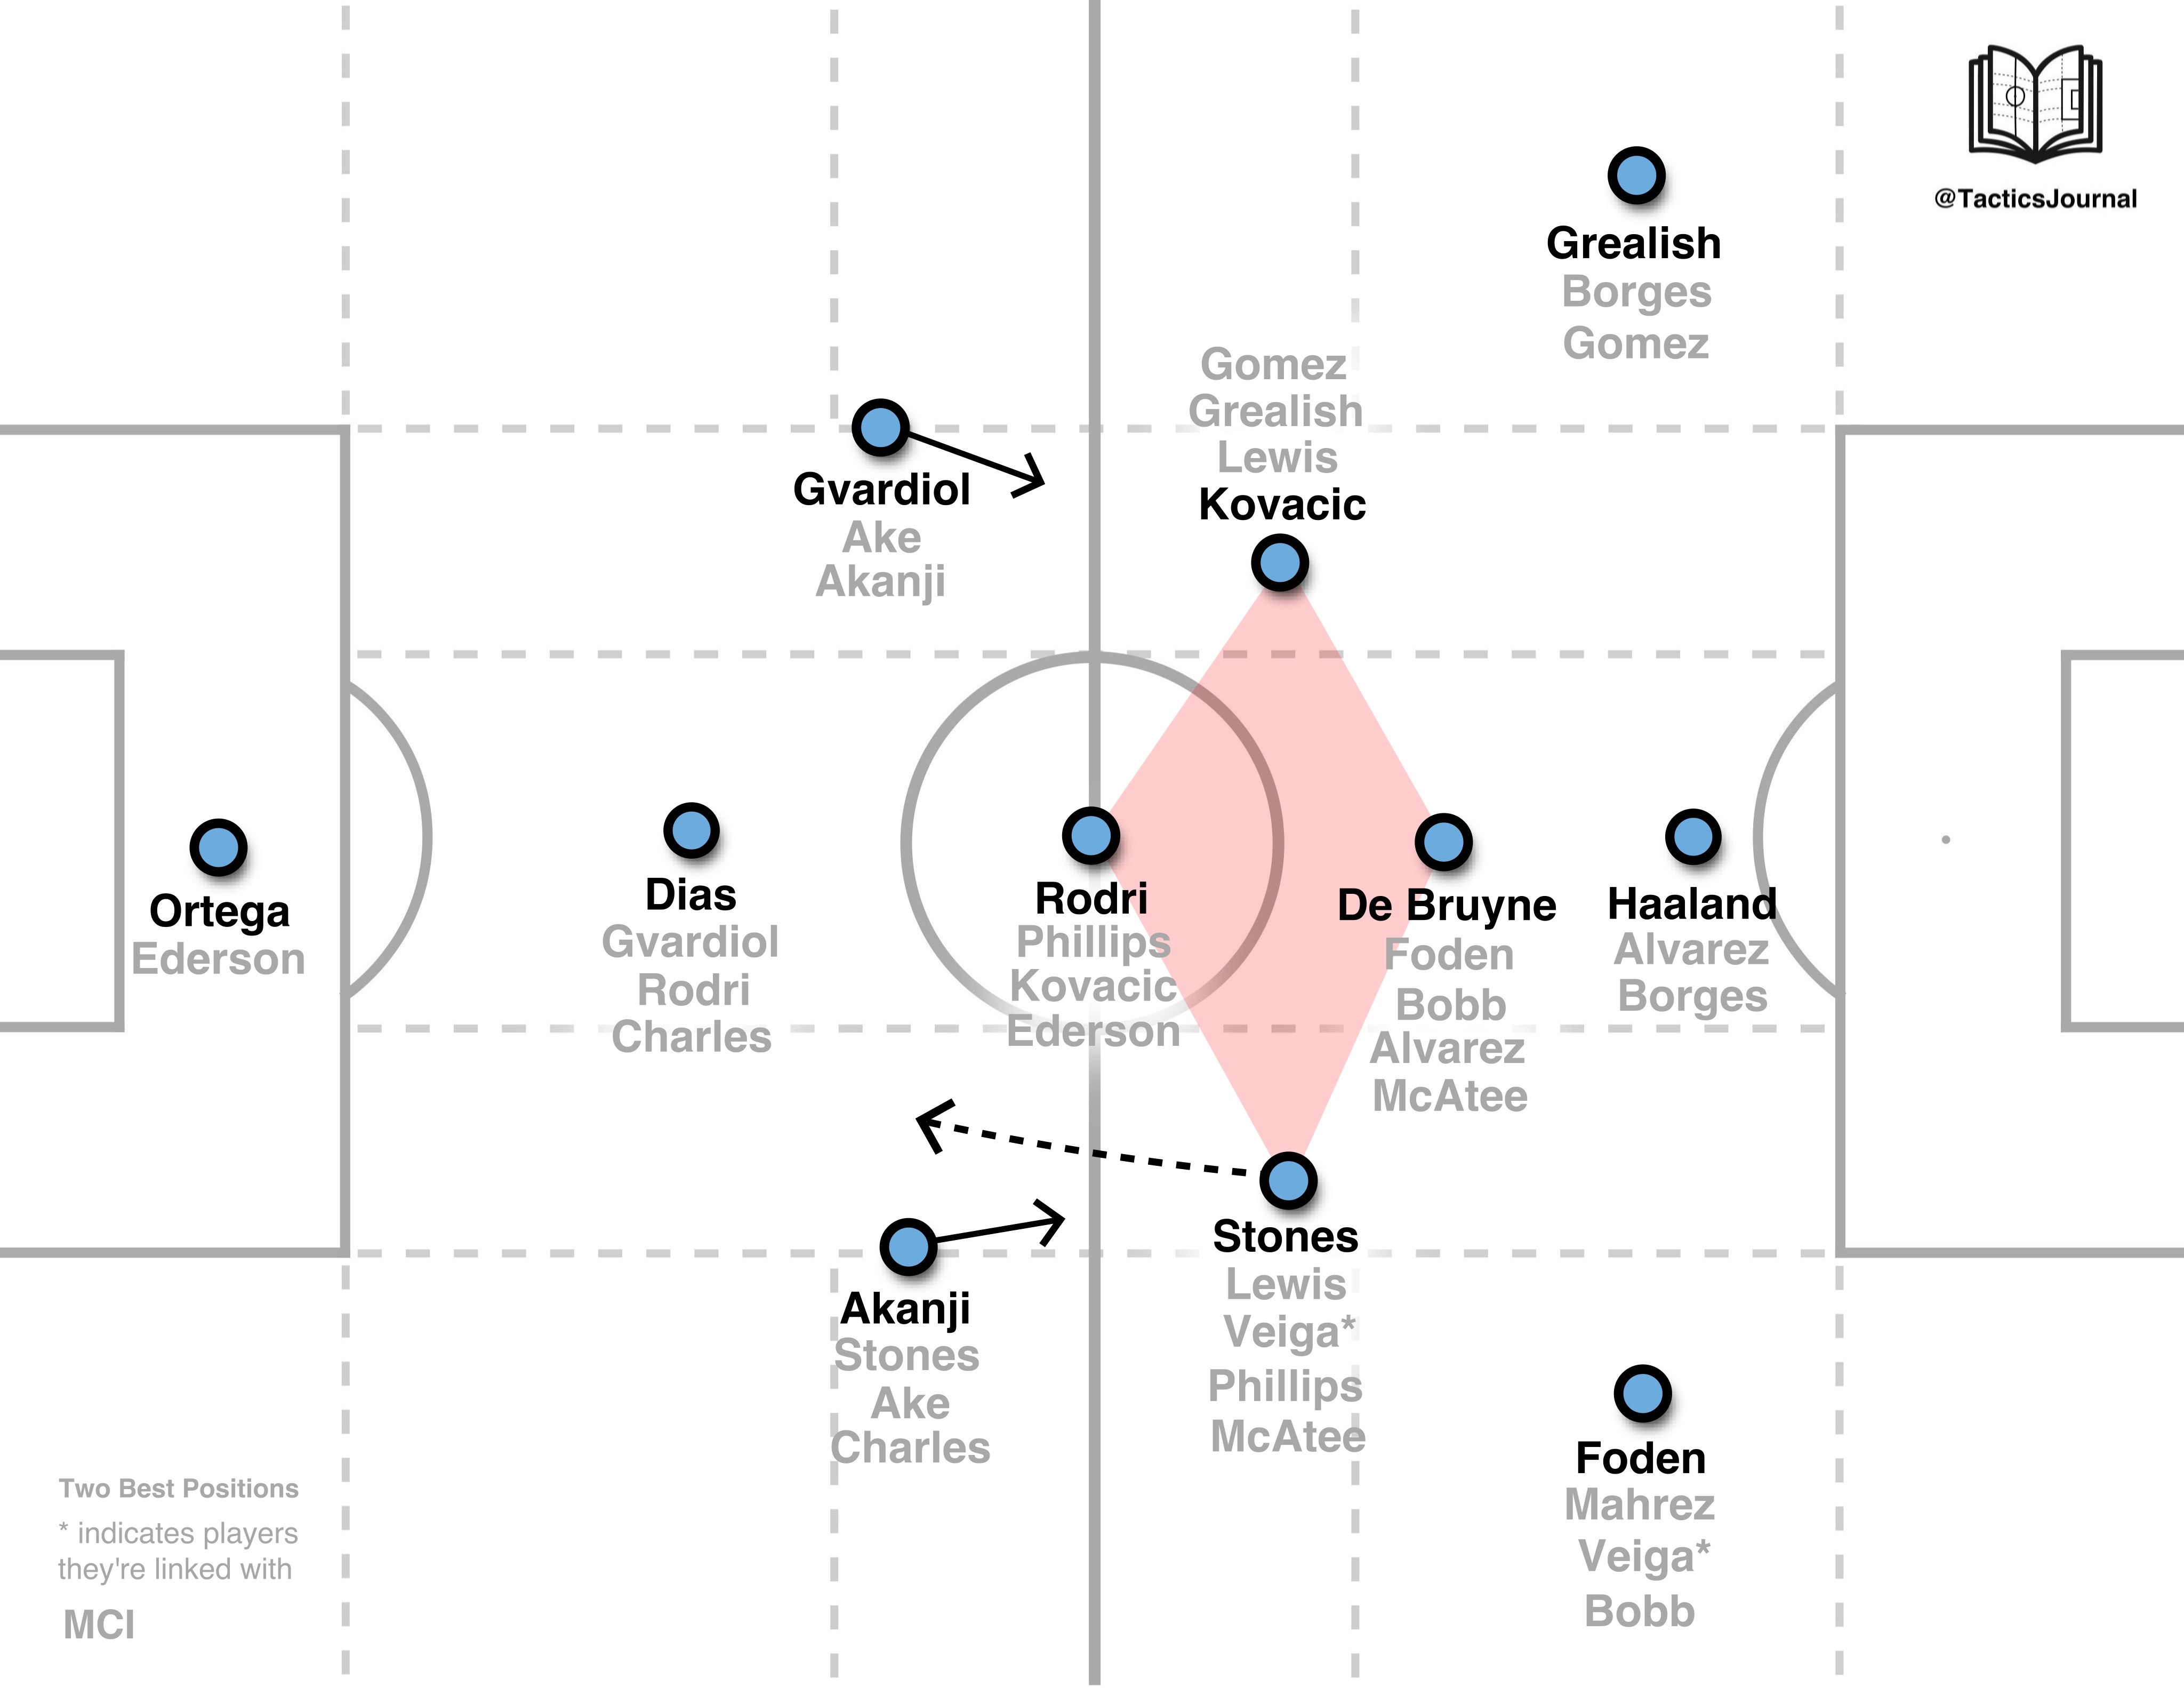 @TacticsJournal
Grealish
Borges
Gomez
Gomez
Grealish
Lewis
Kovacic
Gvardiol
Ake
Akanji
Ortega
Ederson
Dias
Gvardiol
Rodri
Charles
Rodri
Phillips
Kovacic
Ederson
De Bruyne
Foden
Bobb
Alvarez
McAtee
Haaland
Alvarez
Borges
Akanji
Stones
Ake
Charles
Stones
Lewis
Veiga*
Phillips
McAtee
Foden
Mahrez
Veiga*
Bobb
Two Best Positions
* indicates players
they're linked with
MCI